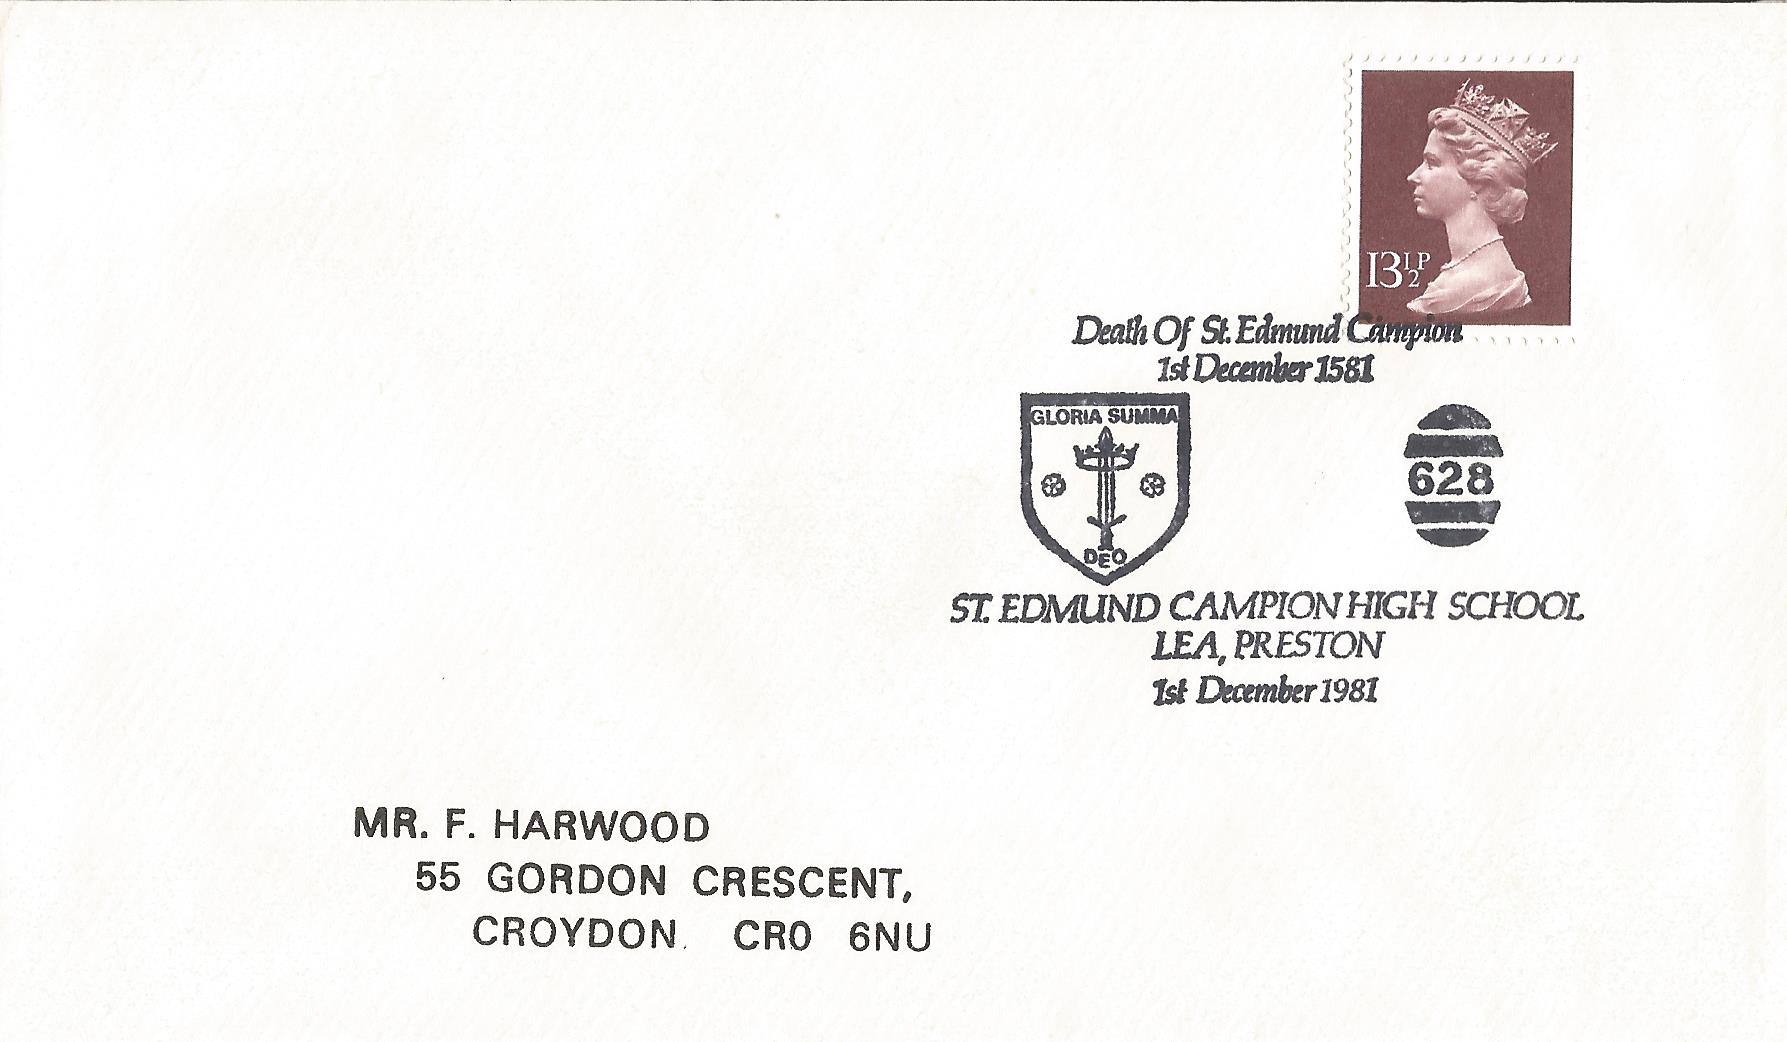 13½P
Death Of St. Edmund Campion
1st December 1581
GLORIA SUMMA
DEO
628
ST. EDMUND CAMPION HIGH SCHOOL
LEA, PRESTON
1st December 1981
MR. F. HARWOOD
55 GORDON CRESCENT,
CROYDON. CR0 6NU